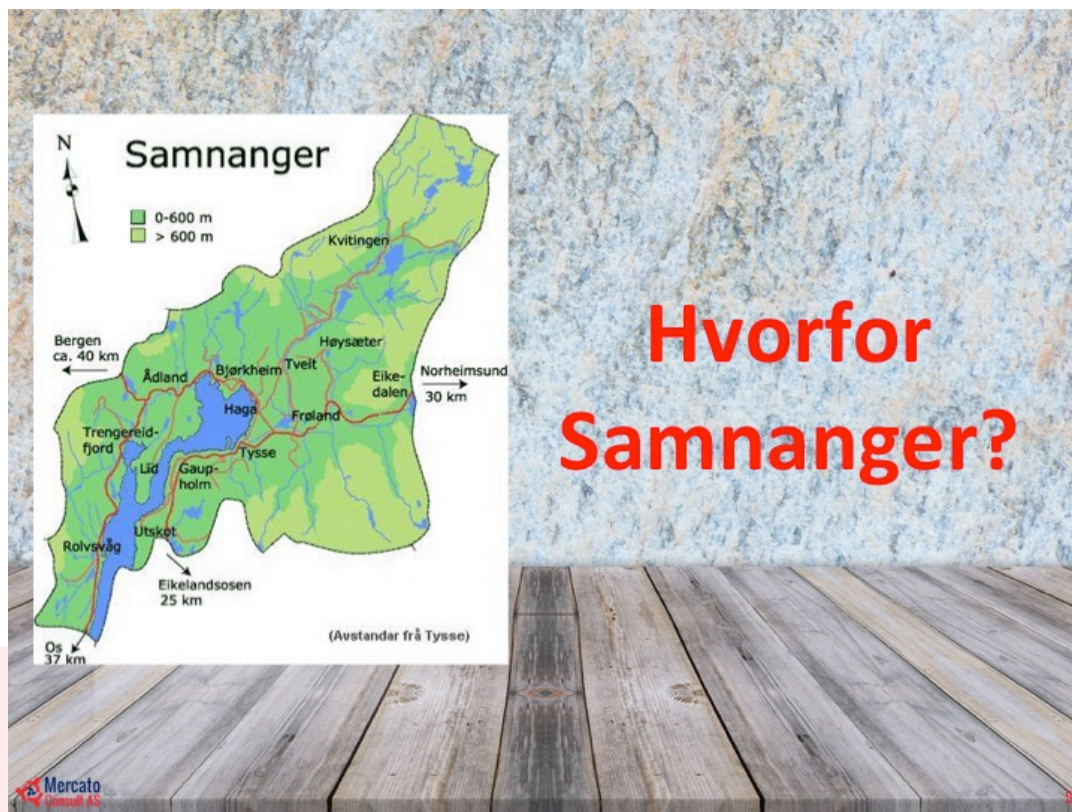 N
Samnanger
0-600 m
> 600 m
Kvitingen
Bergen
ca. 40 km
Høysæter
Bjørkheim
Tveit
Ådland
Eike-
dalen
Norheimsund
30 km
Haga
Frøland
Trengereid-
fjord
Tysse
Lid
Gaup-
holm
Utskot
Rolvsvåg
Eikelandsosen
25 km
(Avstandar frå Tysse)
Os
37 km
Hvorfor
Samnanger?
Mercato
Consult AS